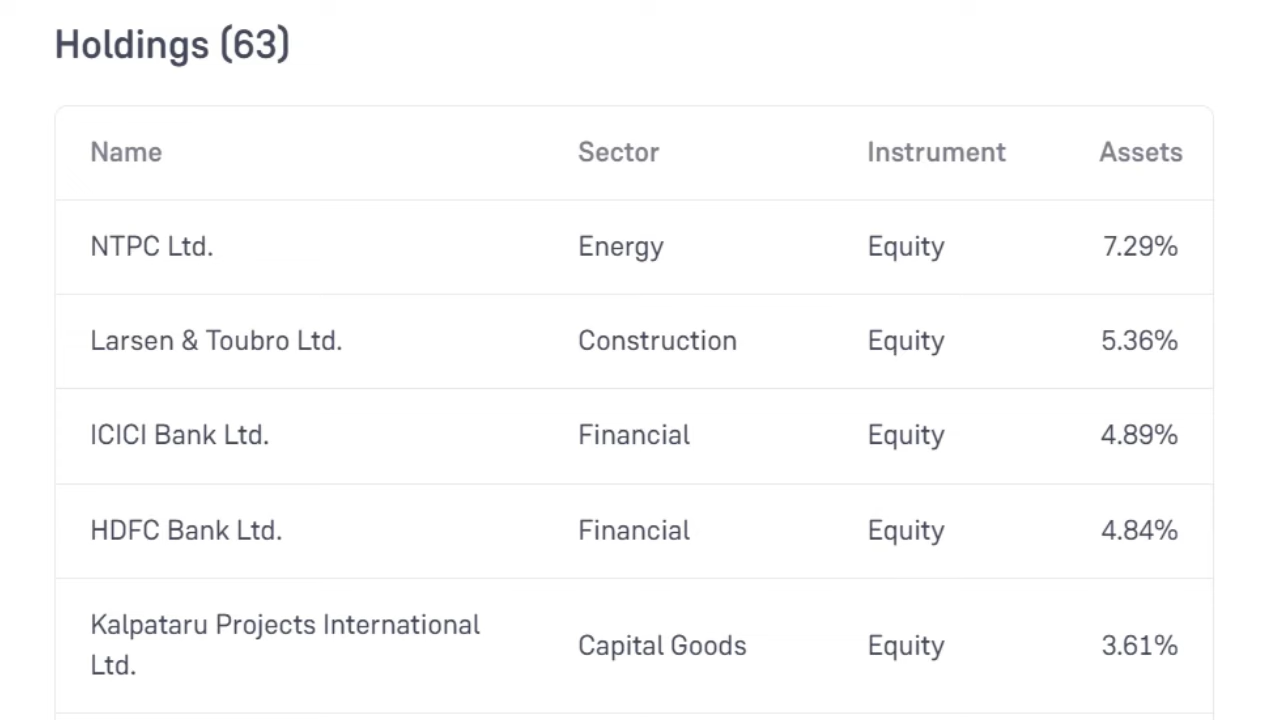 Holdings (63)
Name Sector Instrument Assets
NTPC Ltd. Energy Equity 7.29%
Larsen & Toubro Ltd. Construction Equity 5.36%
ICICI Bank Ltd. Financial Equity 4.89%
HDFC Bank Ltd. Financial Equity 4.84%
Kalpataru Projects International
Ltd. Capital Goods Equity 3.61%